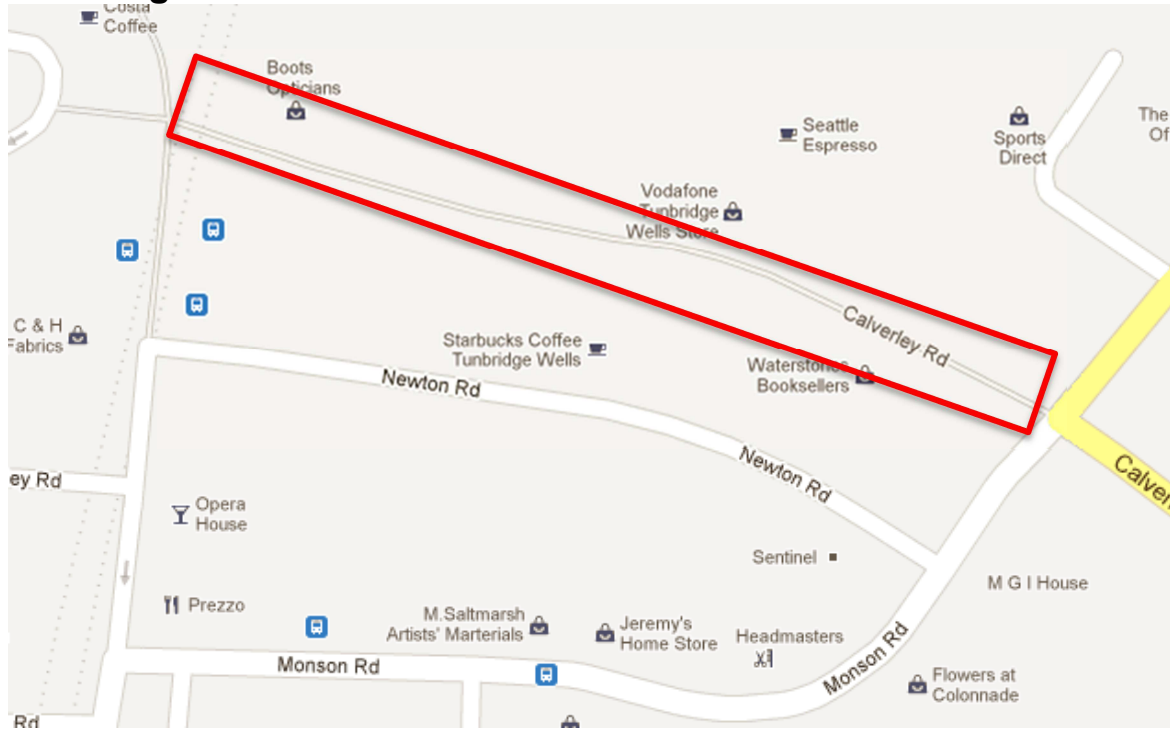 Costa
Coffee
Boots
Opticians
Seattle
Espresso
Sports
Direct
The
Of
Vodafone
Tunbridge
Wells Store
C & H
Fabrics
Calverley Rd
Starbucks Coffee
Tunbridge Wells
Waterstones
Booksellers
Newton Rd
Newton Rd
Calver
ey Rd
Opera
House
Sentinel
M G I House
Prezzo
M.Saltmarsh
Artists' Marterials
Jeremy's
Home Store
Headmasters
Monson Rd
Monson Rd
Flowers at
Colonnade
Rd